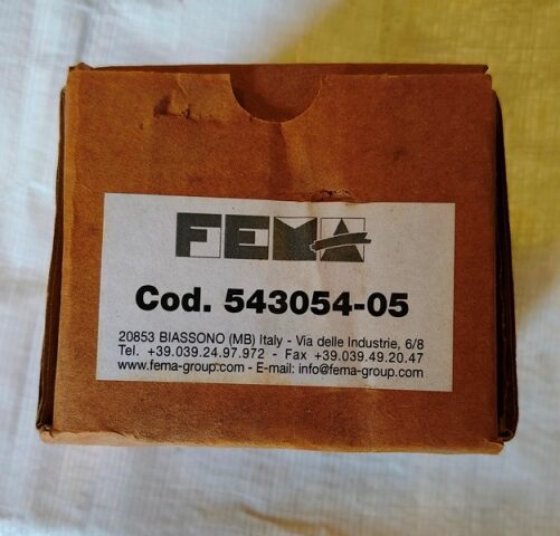 FEMA
Cod. 543054-05
20853 BIASSONO (MB) Italy - Via delle Industrie, 6/8
Tel. +39.039.24.97.972 - Fax +39.039.49.20.47
www.fema-group.com - E-mail: info@fema-group.com